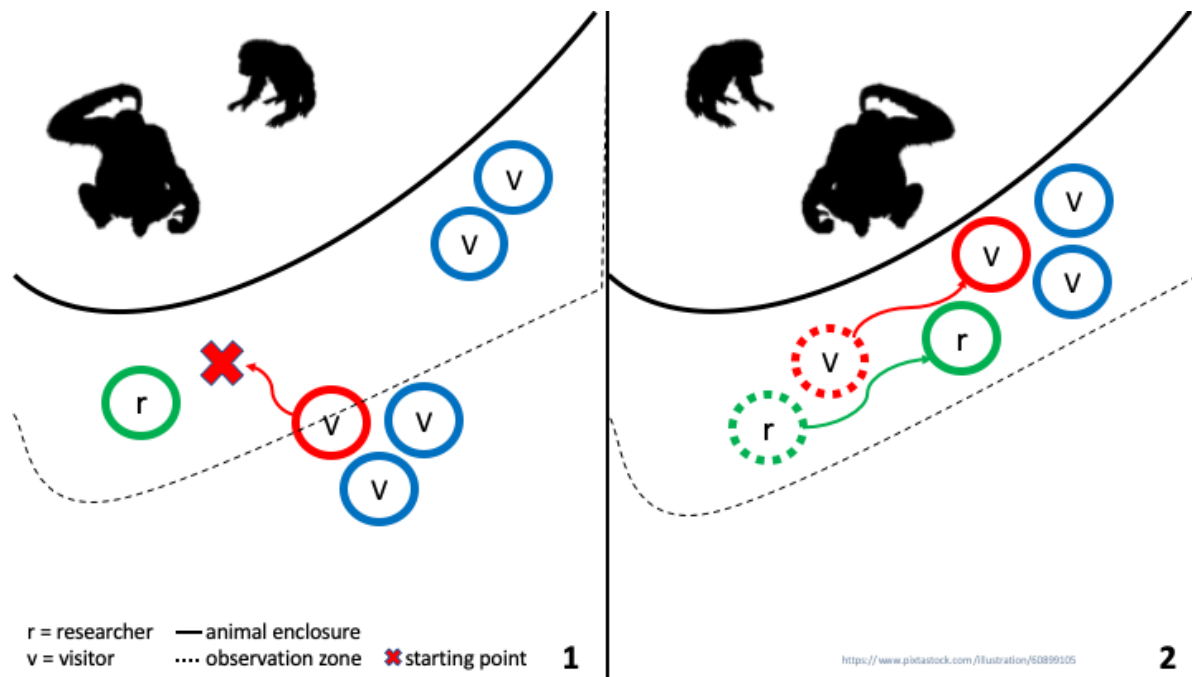 v
v
r
v
v
v
r = researcher
animal enclosure
v = visitor
observation zone
starting point
1
v
v
v
v
r
r
https://www.pixtastock.com/illustration/60899105
2